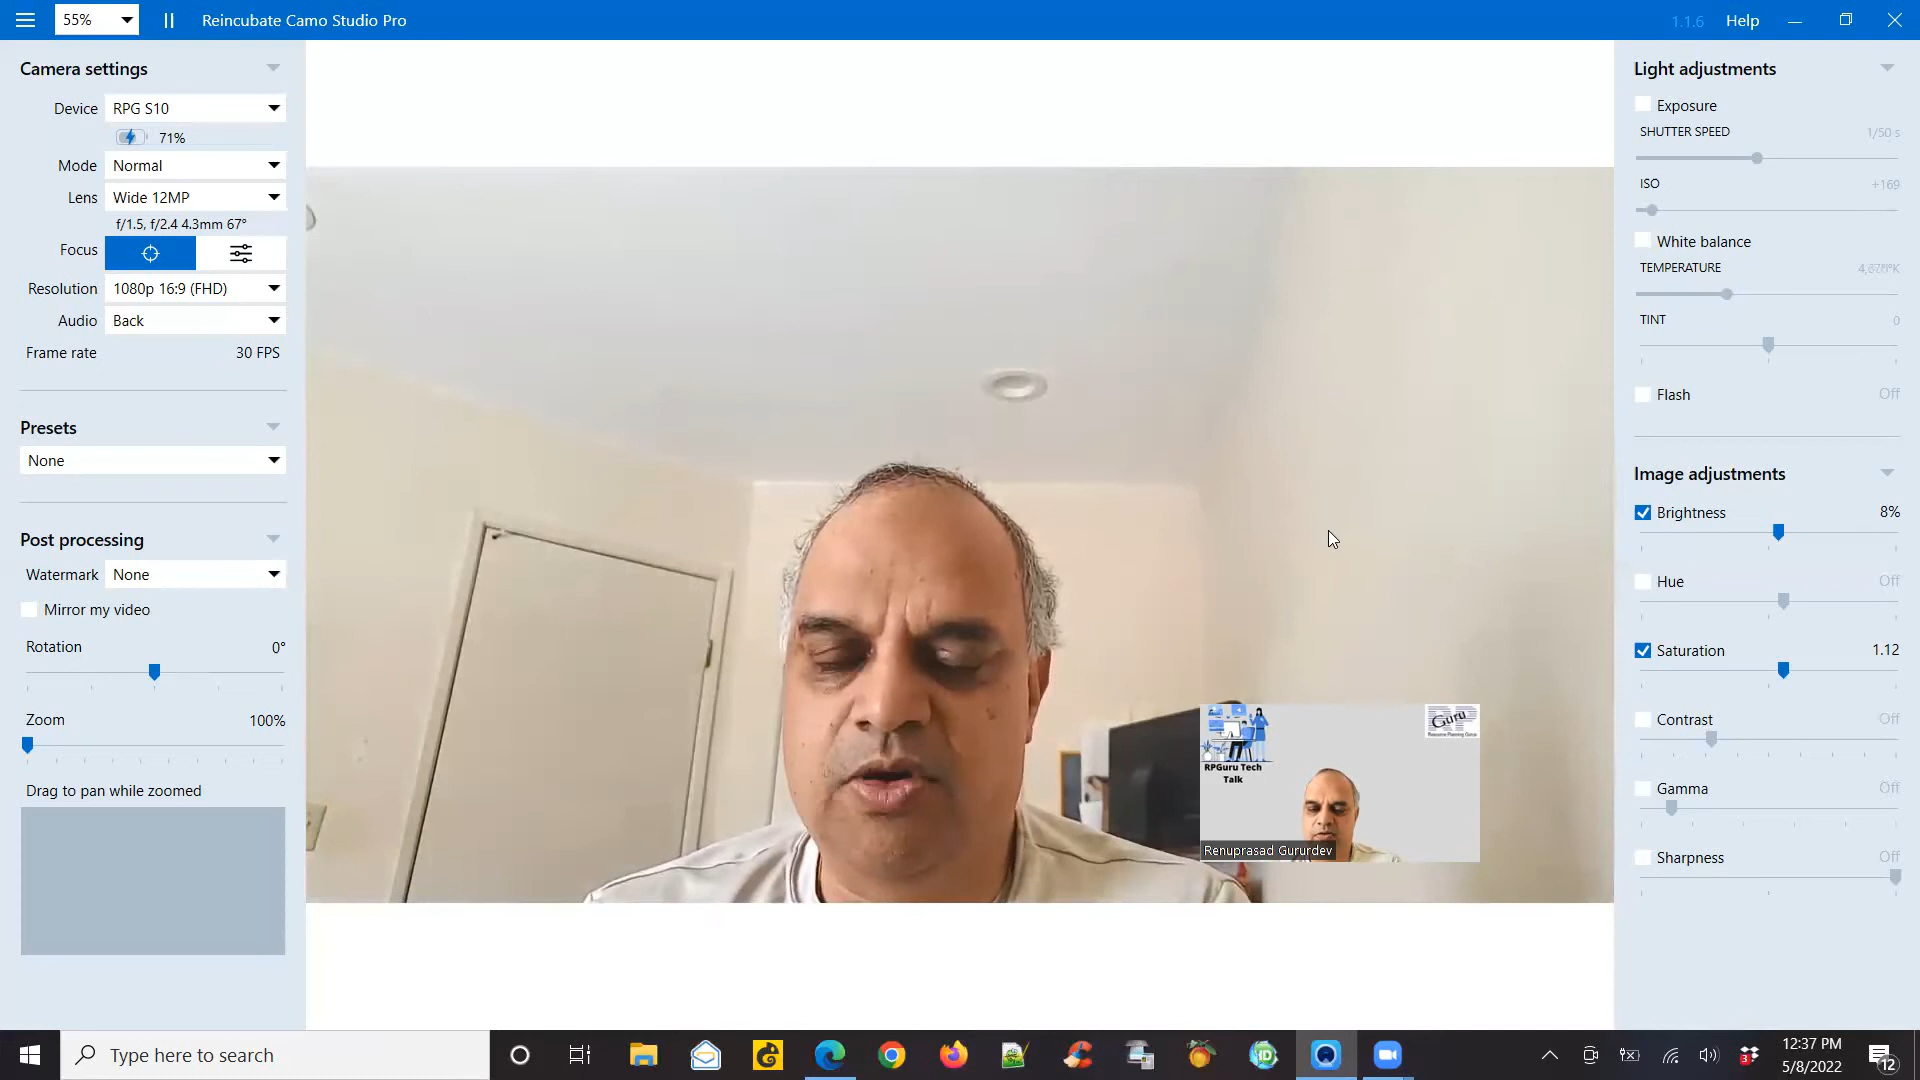 55%
Reincubate Camo Studio Pro
1.1.6
Help
Camera settings
Device
RPG S10
71%
Mode
Normal
Lens
Wide 12MP
f/1.5, f/2.4 4.3mm 67°
Focus
Resolution
1080p 16:9 (FHD)
Audio
Back
Frame rate
30 FPS
Presets
None
Post processing
Watermark
None
Mirror my video
Rotation
0°
Zoom
100%
Drag to pan while zoomed
RPGuru Tech
Talk
Guru
Renuprasad Gururdev
Light adjustments
Exposure
SHUTTER SPEED
1/50 s
ISO
+169
White balance
TEMPERATURE
TINT
0
Flash
Off
Image adjustments
Brightness
8%
Hue
Off
Saturation
1.12
Contrast
Off
Gamma
Off
Sharpness
Off
Type here to search
12:37 PM
5/8/2022
12